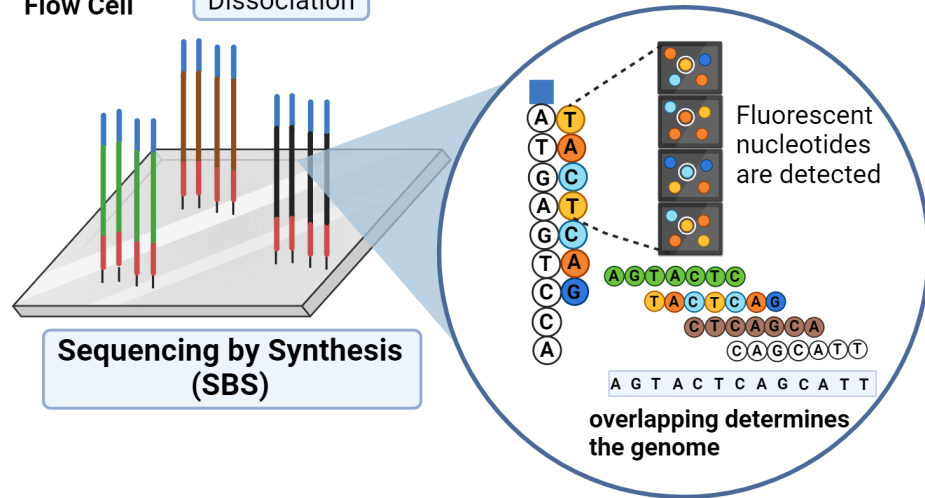 Flow Cell
Dissociation
Sequencing by Synthesis
(SBS)
A T
T A
G C
A T
G C
T A
C G
C
A
Fluorescent
nucleotides
are detected
AGTACTC
TACTCAG
CTCAGCA
CAGCATT
A G T A C T C A G C A T T
overlapping determines
the genome